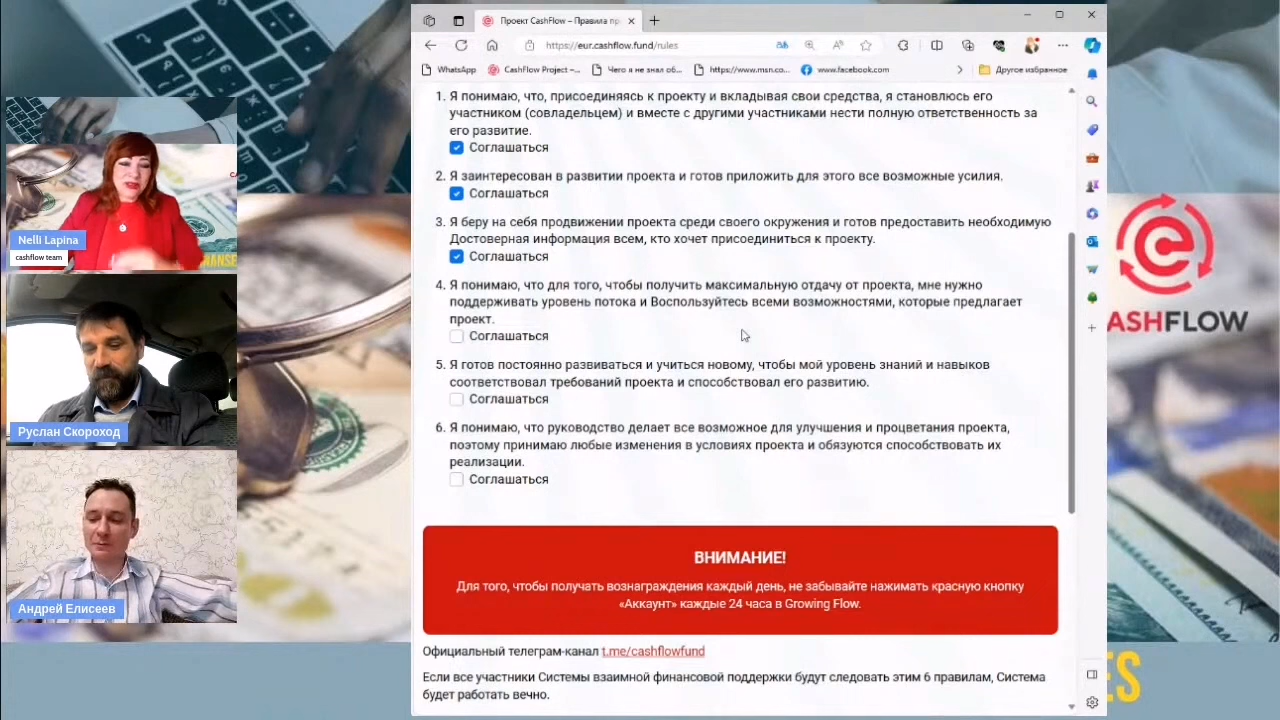 Проект CashFlow – Правила пр
https://eur.cashflow.fund/rules
WhatsApp
CashFlow Project –...
Чего я не знал об...
https://www.msn.co...
www.facebook.com
Другое избранное
1. Я понимаю, что, присоединяясь к проекту и вкладывая свои средства, я становлюсь его
участником (совладельцем) и вместе с другими участниками нести полную ответственность за
его развитие.
Соглашаться
2. Я заинтересован в развитии проекта и готов приложить для этого все возможные усилия.
Соглашаться
3. Я беру на себя продвижении проекта среди своего окружения и готов предоставить необходимую
Достоверная информация всем, кто хочет присоединиться к проекту.
Соглашаться
4. Я понимаю, что для того, чтобы получить максимальную отдачу от проекта, мне нужно
поддерживать уровень потока и Воспользуйтесь всеми возможностями, которые предлагает
проект.
Соглашаться
5. Я готов постоянно развиваться и учиться новому, чтобы мой уровень знаний и навыков
соответствовал требований проекта и способствовал его развитию.
Соглашаться
6. Я понимаю, что руководство делает все возможное для улучшения и процветания проекта,
поэтому принимаю любые изменения в условиях проекта и обязуются способствовать их
реализации.
Соглашаться
ВНИМАНИЕ!
Для того, чтобы получать вознаграждения каждый день, не забывайте нажимать красную кнопку
«Аккаунт» каждые 24 часа в Growing Flow.
Официальный телеграм-канал t.me/cashflowfund
Если все участники Системы взаимной финансовой поддержки будут следовать этим 6 правилам, Система
будет работать вечно.
Nelli Lapina
cashflow team
Руслан Скороход
Андрей Елисеев
ASHFLOW
ES